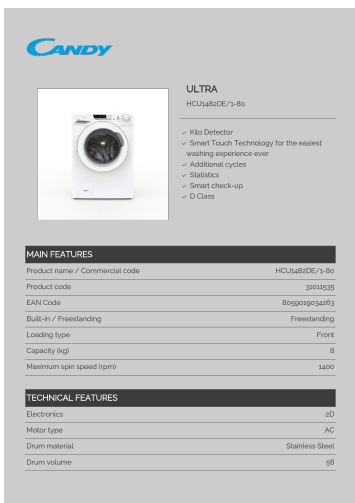 CANDY
ULTRA
HCU1482DE/1-80
Kilo Detector
Smart Touch Technology for the easiest
washing experience ever
Additional cycles
Statistics
Smart check-up
D Class
MAIN FEATURES
Product name / Commercial code HCU1482DE/1-80
Product code 31011535
EAN Code 8059019034263
Built-in / Freestanding Freestanding
Loading type Front
Capacity (kg) 8
Maximum spin speed (rpm) 1400
TECHNICAL FEATURES
Electronics 2D
Motor type AC
Drum material Stainless Steel
Drum volume 58